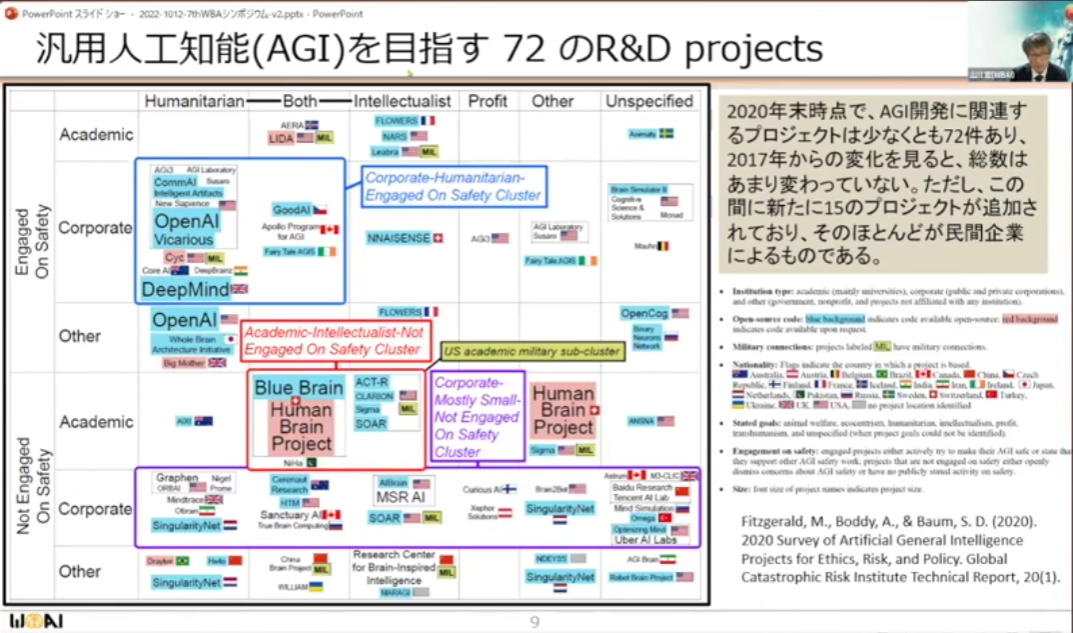 PowerPoint スライド ショー - 2022-1012-7thWBAシンポジウム-v2.pptx - PowerPoint
汎用人工知能(AGI)を目指す 72 のR&D projects
Humanitarian Both Intellectualist Profit Other Unspecified
Engaged On Safety
Academic
AERA
LIDA MIL
FLOWERS
NARS
Leabra MIL
Animats
Corporate
AGi3 AGI Laboratory
CommAI Susaro
Intelligent Artifacts
New Sapience
OpenAI
Vicarious
Cyc MIL
Core AI DeepBrainz
DeepMind
GoodAI
Apollo Program
for AGI
Fairy Tale AGIS
Corporate-Humanitarian-
Engaged On Safety Cluster
NNAISENSE
AGi3
AGI Laboratory
Susaro
Fairy Tale AGIS
Brain Simulator II
Cognitive
Science &
Solutions
Monad
Mauhn
Other
OpenAI
Whole Brain
Architecture Initiative
Big Mother
FLOWERS
OpenCog
Binary
Neurons
Network
Academic-Intellectualist-Not
Engaged On Safety Cluster
US academic military sub-cluster
Not Engaged On Safety
Academic
AIXI
Blue Brain
Human
Brain
Project
NiHa
ACT-R
CLARION
Sigma
SOAR
MIL
Corporate-
Mostly Small-
Not Engaged
On Safety
Cluster
Human
Brain
Project
Sigma MIL
ANSNA
Corporate
Graphen Nigel
ORBAI Prome
Mindtrace
Obrain
SingularityNet
Cerenaut
Research
HTM
Sanctuary AI
True Brain Computing
AIBrain
MSR AI
SOAR MIL
Curious AI
Xephor
Solutions
Brain2Bot
SingularityNet
Astrum M3-CLIC
Baidu Research
Tencent AI Lab
Mind Simulation
Omega
Optimizing Mind
Uber AI Labs
Other
Drayker Helio
SingularityNet
China
Brain Project MIL
WILLIAM
Research Center
for Brain-Inspired
Intelligence MIL
MARAGI
NDEYSS
SingularityNet
AGI Brain
Robot Brain Project
2020年末時点で、AGI開発に関連す
るプロジェクトは少なくとも72件あり、
2017年からの変化を見ると、総数は
あまり変わっていない。ただし、この
間に新たに15のプロジェクトが追加さ
れており、そのほとんどが民間企業
によるものである。
• Institution type: academic (mainly universities), corporate (public and private corporations),
and other (government, nonprofit, and projects not affiliated with any institution).
• Open-source code: blue background indicates code available open-source; red background
indicates code available upon request.
• Military connections: projects labeled MIL have military connections.
• Nationality: Flags indicate the country in which a project is based.
Australia, Austria, Belgium, Brazil, Canada, China, Czech
Republic, Finland, France, Iceland, India, Iran, Ireland, Japan,
Netherlands, Pakistan, Russia, Sweden, Switzerland, Turkey,
Ukraine, UK, USA, no project location identified
• Stated goals: animal welfare, ecocentrism, humanitarian, intellectualism, profit,
transhumanism, and unspecified (when project goals could not be identified).
• Engagement on safety: engaged projects either actively try to make their AGI safe or state that
they support other AGI safety work; projects that are not engaged on safety either openly
dismiss concerns about AGI safety or have no publicly stated activity on safety.
• Size: font size of project names indicates project size.
Fitzgerald, M., Boddy, A., & Baum, S. D. (2020).
2020 Survey of Artificial General Intelligence
Projects for Ethics, Risk, and Policy. Global
Catastrophic Risk Institute Technical Report, 20(1).
WBAI
9